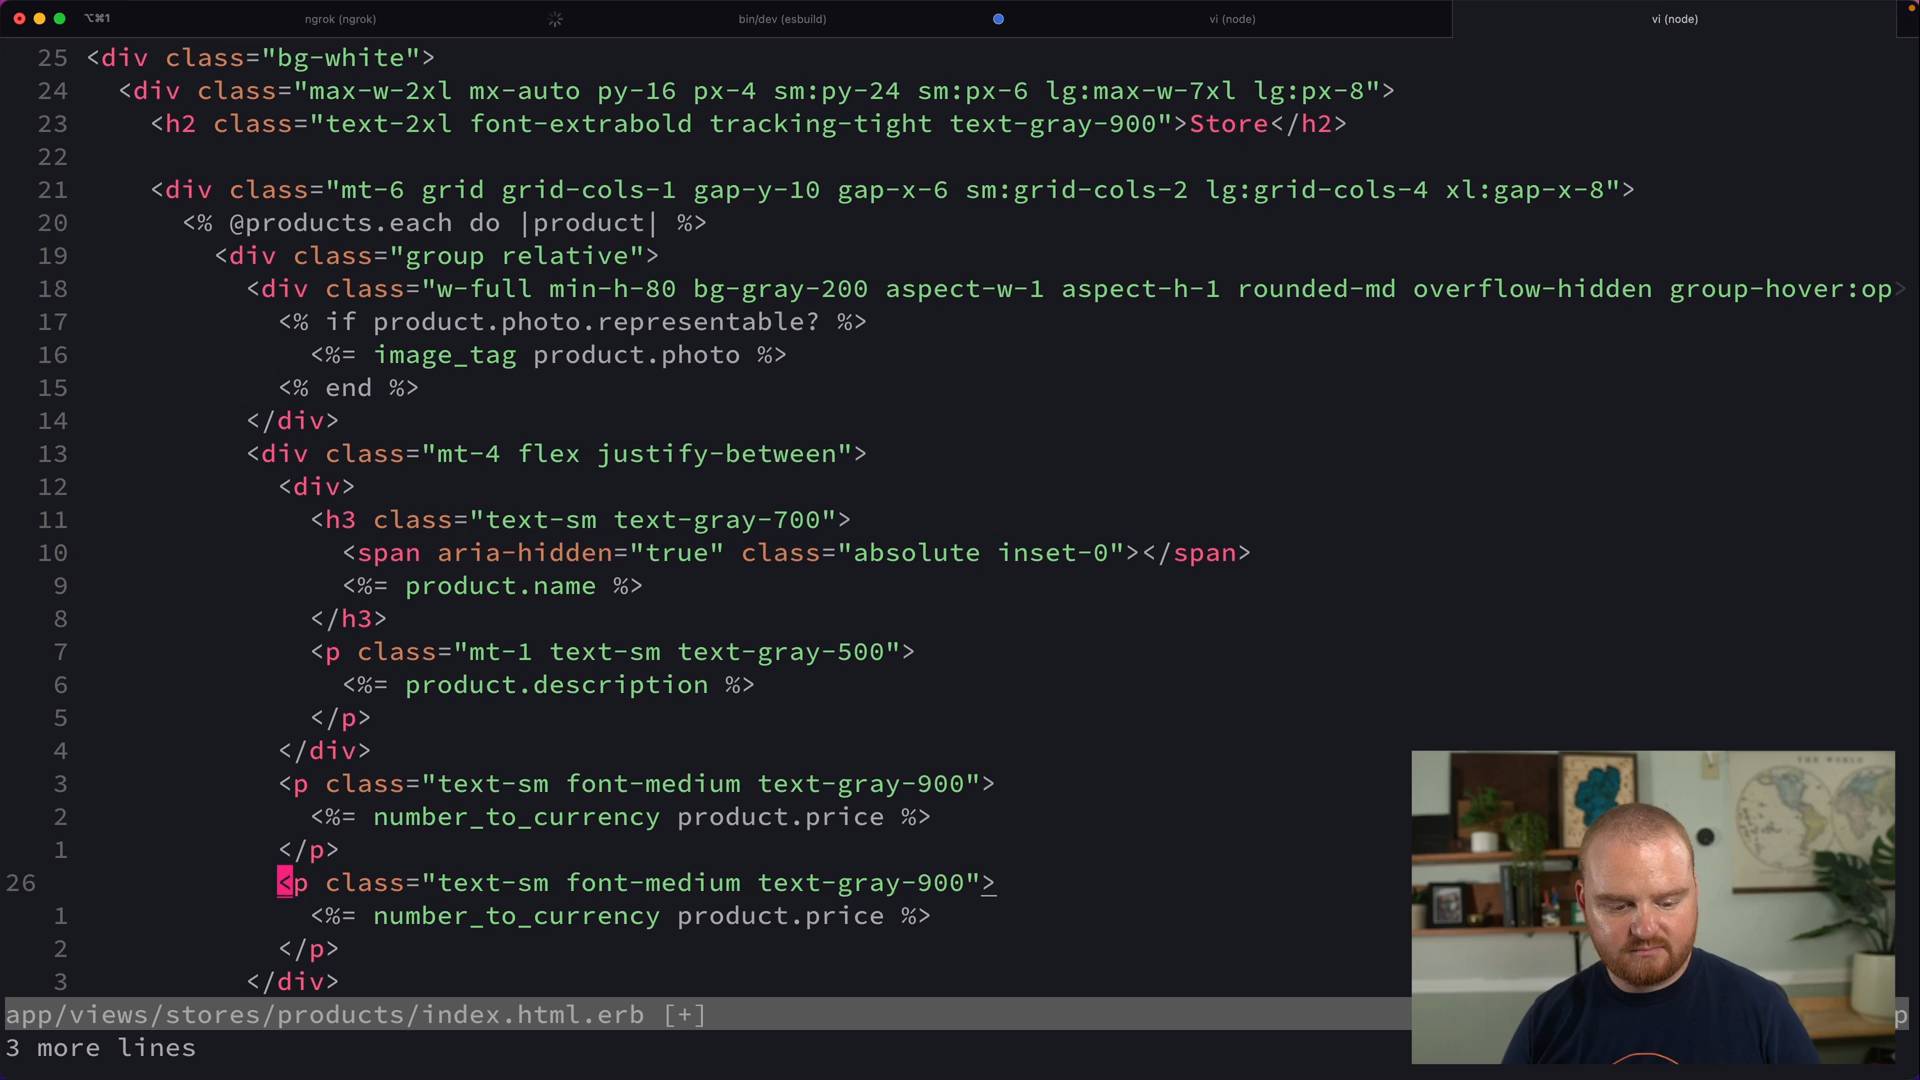 ⌥⌘1
ngrok (ngrok)
bin/dev (esbuild)
vi (node)
vi (node)
25 <div class="bg-white">
24 <div class="max-w-2xl mx-auto py-16 px-4 sm:py-24 sm:px-6 lg:max-w-7xl lg:px-8">
23 <h2 class="text-2xl font-extrabold tracking-tight text-gray-900">Store</h2>
22
21 <div class="mt-6 grid grid-cols-1 gap-y-10 gap-x-6 sm:grid-cols-2 lg:grid-cols-4 xl:gap-x-8">
20 <% @products.each do |product| %>
19 <div class="group relative">
18 <div class="w-full min-h-80 bg-gray-200 aspect-w-1 aspect-h-1 rounded-md overflow-hidden group-hover:op>
17 <% if product.photo.representable? %>
16 <%= image_tag product.photo %>
15 <% end %>
14 </div>
13 <div class="mt-4 flex justify-between">
12 <div>
11 <h3 class="text-sm text-gray-700">
10 <span aria-hidden="true" class="absolute inset-0"></span>
9 <%= product.name %>
8 </h3>
7 <p class="mt-1 text-sm text-gray-500">
6 <%= product.description %>
5 </p>
4 </div>
3 <p class="text-sm font-medium text-gray-900">
2 <%= number_to_currency product.price %>
1 </p>
26 <p class="text-sm font-medium text-gray-900">
1 <%= number_to_currency product.price %>
2 </p>
3 </div>
app/views/stores/products/index.html.erb [+]
p
3 more lines
THE WORLD